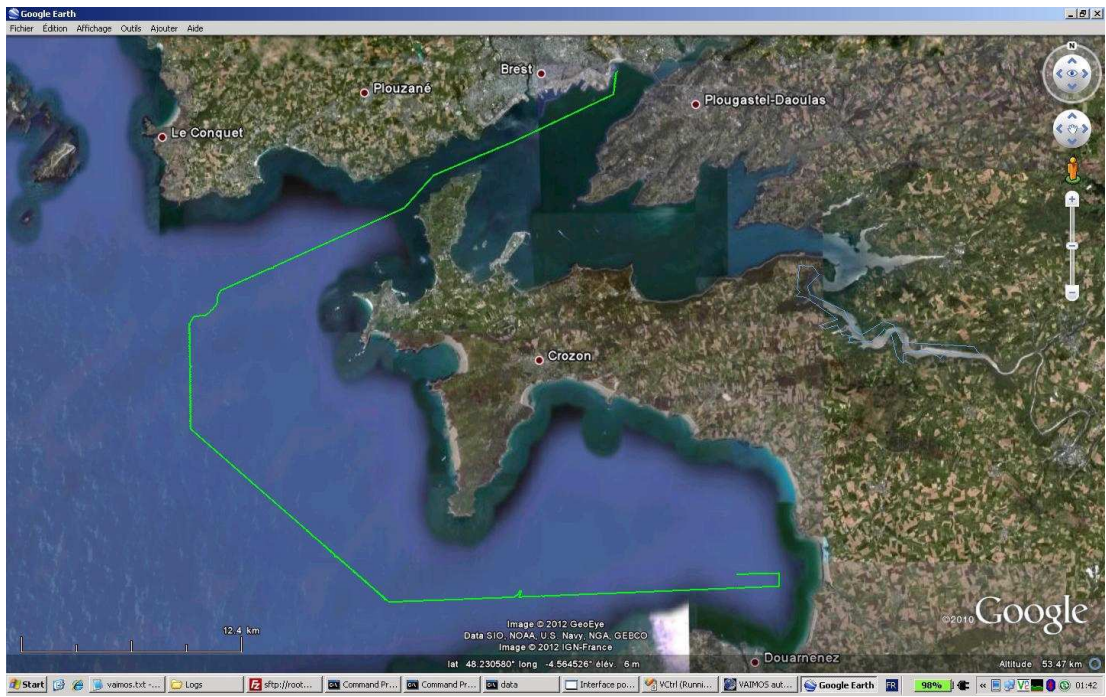 Google Earth
Fichier Édition Affichage Outils Ajouter Aide
N
Brest
Plouzané
Plougastel-Daoulas
Le Conquet
Crozon
12.4 km
Image © 2012 GeoEye
Data SIO, NOAA, U.S. Navy, NGA, GEBCO
Image © 2012 IGN-France
©2010 Google
Douarnenez
lat 48.230580° long -4.564526° élév. 6 m
Altitude 53.47 km
Start
vaimos.txt -...
Logs
sftp://root...
Command Pr...
Command Pr...
data
Interface po...
VCtrl (Runni...
VAIMOS aut...
Google Earth
FR
98%
01:42